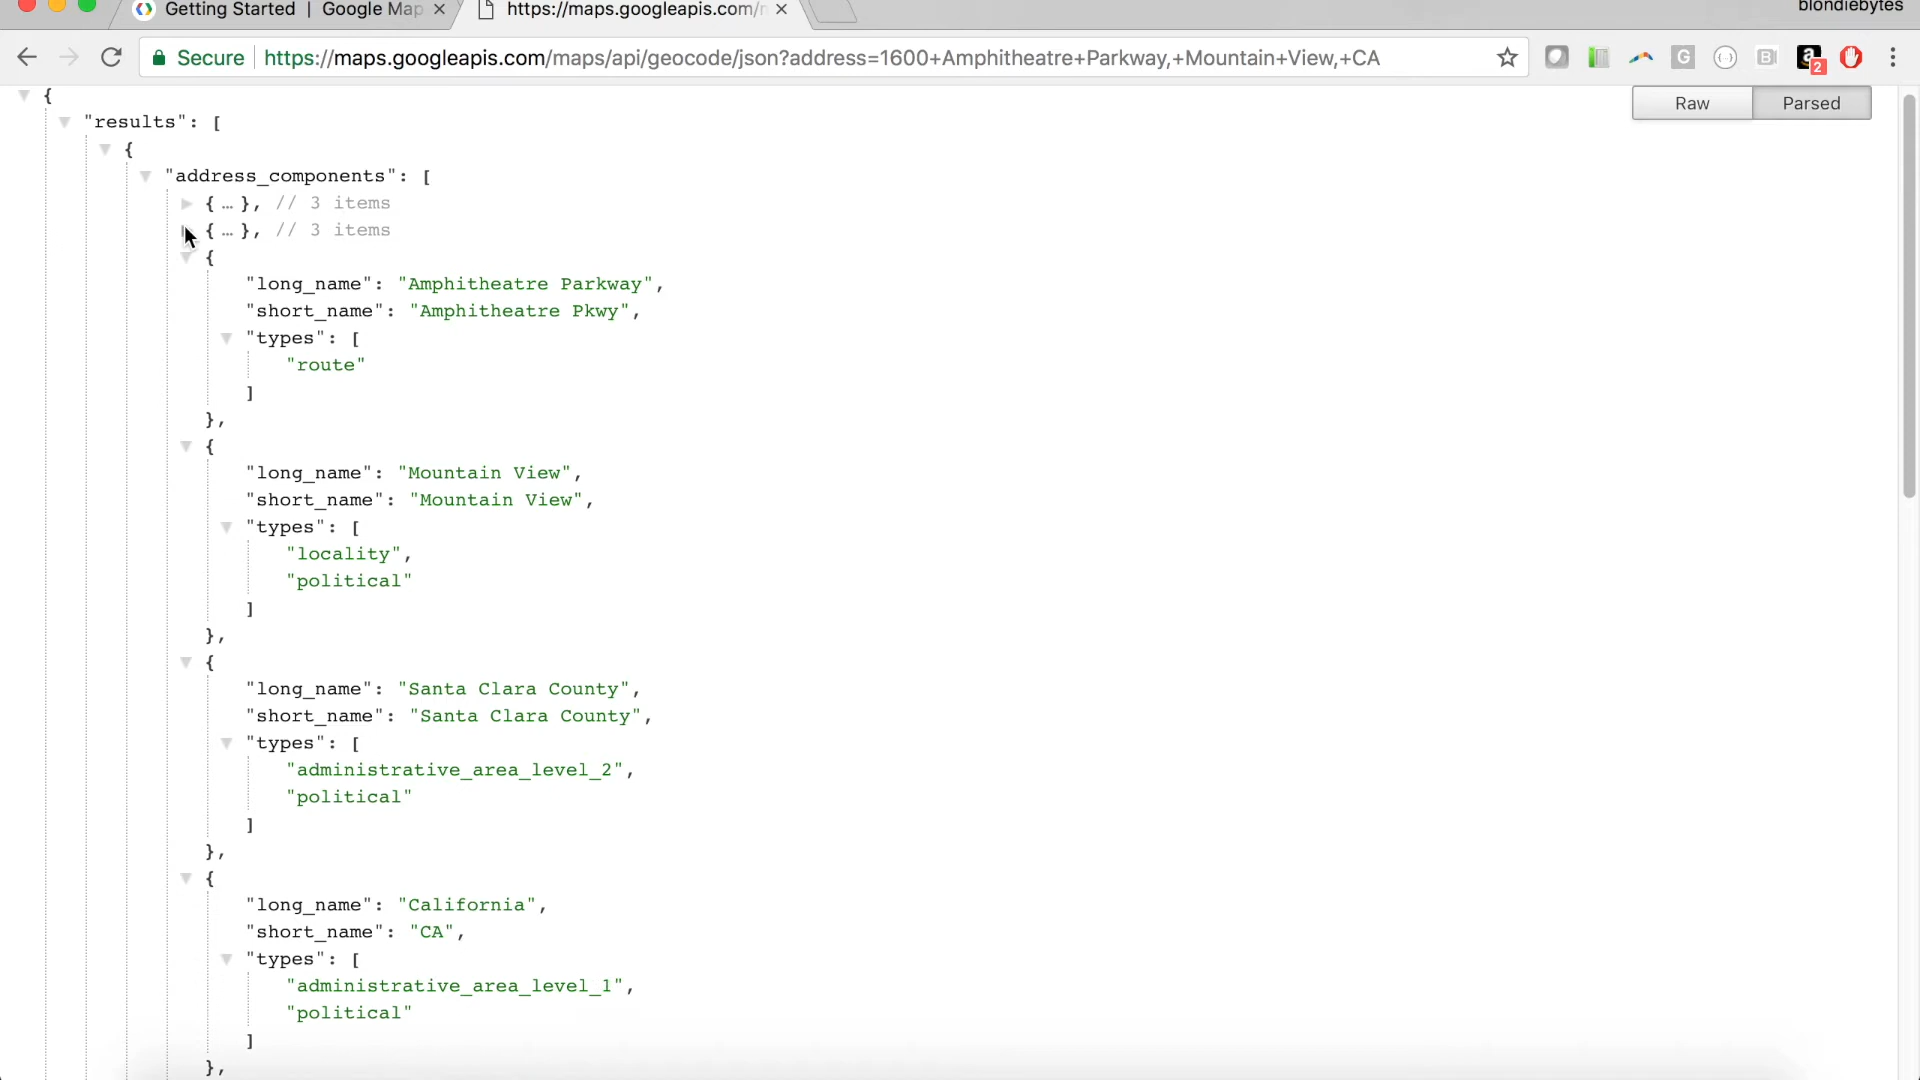 blondiebytes
Getting Started | Google Map
https://maps.googleapis.com/
Secure https://maps.googleapis.com/maps/api/geocode/json?address=1600+Amphitheatre+Parkway,+Mountain+View,+CA
2
Raw Parsed
{
"results": [
{
"address_components": [
{ … }, // 3 items
{ … }, // 3 items
{
"long_name": "Amphitheatre Parkway",
"short_name": "Amphitheatre Pkwy",
"types": [
"route"
]
},
{
"long_name": "Mountain View",
"short_name": "Mountain View",
"types": [
"locality",
"political"
]
},
{
"long_name": "Santa Clara County",
"short_name": "Santa Clara County",
"types": [
"administrative_area_level_2",
"political"
]
},
{
"long_name": "California",
"short_name": "CA",
"types": [
"administrative_area_level_1",
"political"
]
},